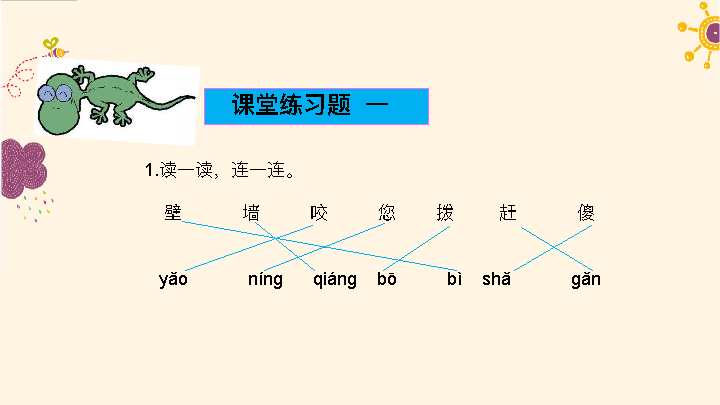 课堂练习题 一
1.读一读，连一连。
壁 墙 咬 您 拨 赶 傻
yǎo níng qiáng bō bì shǎ gǎn